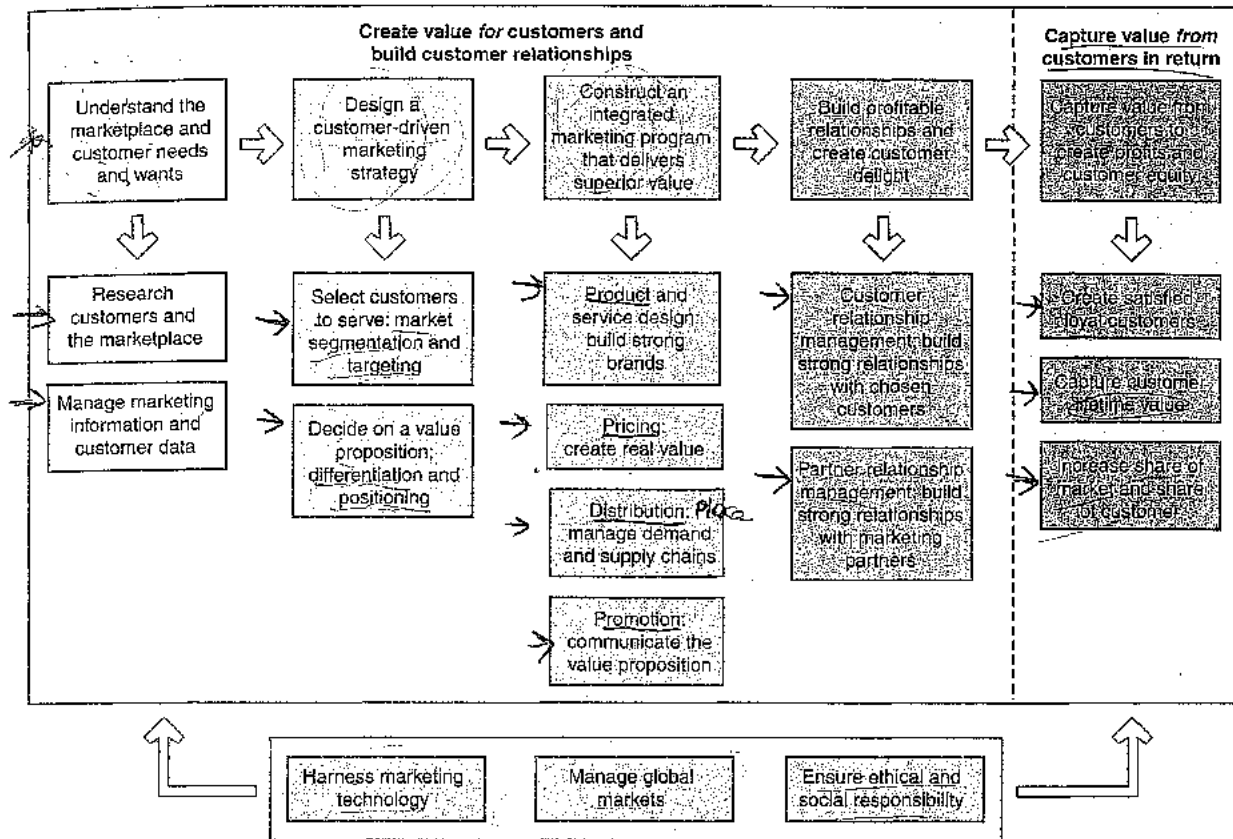 Create value for customers and
build customer relationships
Capture value from
customers in return
Understand the
marketplace and
customer needs
and wants
Design a
customer-driven
marketing
strategy
Construct an
integrated
marketing program
that delivers
superior value
Build profitable
relationships and
create customer
delight
Capture value from
customers to
create profits and
customer equity
Research
customers and
the marketplace
Manage marketing
information and
customer data
Select customers
to serve: market
segmentation and
targeting
Decide on a value
proposition;
differentiation and
positioning
Product and
service design:
build strong
brands
Pricing:
create real value
Distribution: Place
manage demand
and supply chains
Promotion:
communicate the
value proposition
Customer
relationship
management: build
strong relationships
with chosen
customers
Partner relationship
management: build
strong relationships
with marketing
partners
Create satisfied
loyal customers
Capture customer
lifetime value
Increase share of
market and share
of customer
Harness marketing
technology
Manage global
markets
Ensure ethical and
social responsibility